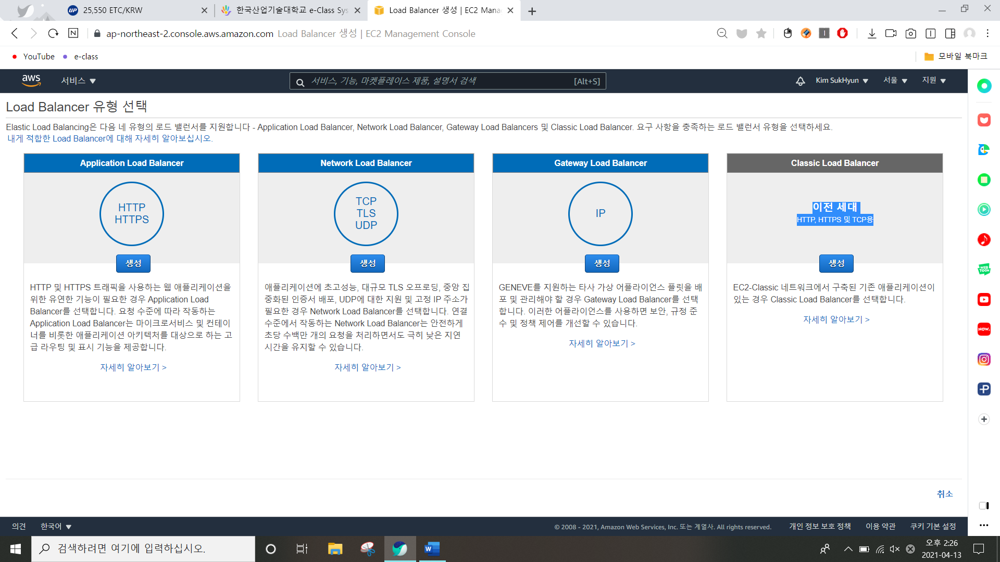 25,550 ETC/KRW
한국산업기술대학교 e-Class Sys
Load Balancer 생성 | EC2 Mana
ap-northeast-2.console.aws.amazon.com Load Balancer 생성 | EC2 Management Console
YouTube
e-class
모바일 북마크
aws
서비스
서비스, 기능, 마켓플레이스 제품, 설명서 검색
[Alt+S]
Kim SukHyun
서울
지원
Load Balancer 유형 선택
Elastic Load Balancing은 다음 네 유형의 로드 밸런서를 지원합니다 - Application Load Balancer, Network Load Balancer, Gateway Load Balancers 및 Classic Load Balancer. 요구 사항을 충족하는 로드 밸런서 유형을 선택하세요.
내게 적합한 Load Balancer에 대해 자세히 알아보십시오.
Application Load Balancer
HTTP
HTTPS
생성
HTTP 및 HTTPS 트래픽을 사용하는 웹 애플리케이션을
위한 유연한 기능이 필요한 경우 Application Load
Balancer를 선택합니다. 요청 수준에 따라 작동하는
Application Load Balancer는 마이크로서비스 및 컨테이
너를 비롯한 애플리케이션 아키텍처를 대상으로 하는 고
급 라우팅 및 표시 기능을 제공합니다.
자세히 알아보기 >
Network Load Balancer
TCP
TLS
UDP
생성
애플리케이션에 초고성능, 대규모 TLS 오프로딩, 중앙 집
중화된 인증서 배포, UDP에 대한 지원 및 고정 IP 주소가
필요한 경우 Network Load Balancer를 선택합니다. 연결
수준에서 작동하는 Network Load Balancer는 안전하게
초당 수백만 개의 요청을 처리하면서도 극히 낮은 지연
시간을 유지할 수 있습니다.
자세히 알아보기 >
Gateway Load Balancer
IP
생성
GENEVE를 지원하는 타사 가상 어플라이언스 플릿을 배
포 및 관리해야 할 경우 Gateway Load Balancer를 선택
합니다. 이러한 어플라이언스를 사용하면 보안, 규정 준
수 및 정책 제어를 개선할 수 있습니다.
자세히 알아보기 >
Classic Load Balancer
이전 세대
HTTP, HTTPS 및 TCP용
생성
EC2-Classic 네트워크에서 구축된 기존 애플리케이션이
있는 경우 Classic Load Balancer를 선택합니다.
자세히 알아보기 >
WEB
TOON
NOW.
취소
의견
한국어
© 2008 - 2021, Amazon Web Services, Inc. 또는 계열사. All rights reserved.
개인 정보 보호 정책
이용 약관
쿠키 기본 설정
검색하려면 여기에 입력하십시오.
오후 2:26
2021-04-13